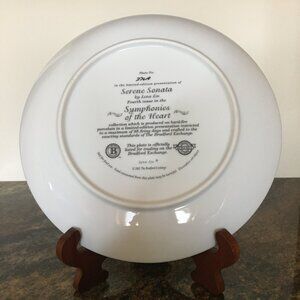 Plate No.
in the limited-edition presentation of
Serene Sonata
by Lena Liu
Fourth issue in the
Symphonies
of the Heart
collection which is produced on hardfire
porcelain in a limited-edition presentation restricted
to a maximum of 95 firing days and crafted to the
exacting standards of The Bradford Exchange.
This plate is officially
listed for trading on the
Bradford Exchange.
B
Lena Liu